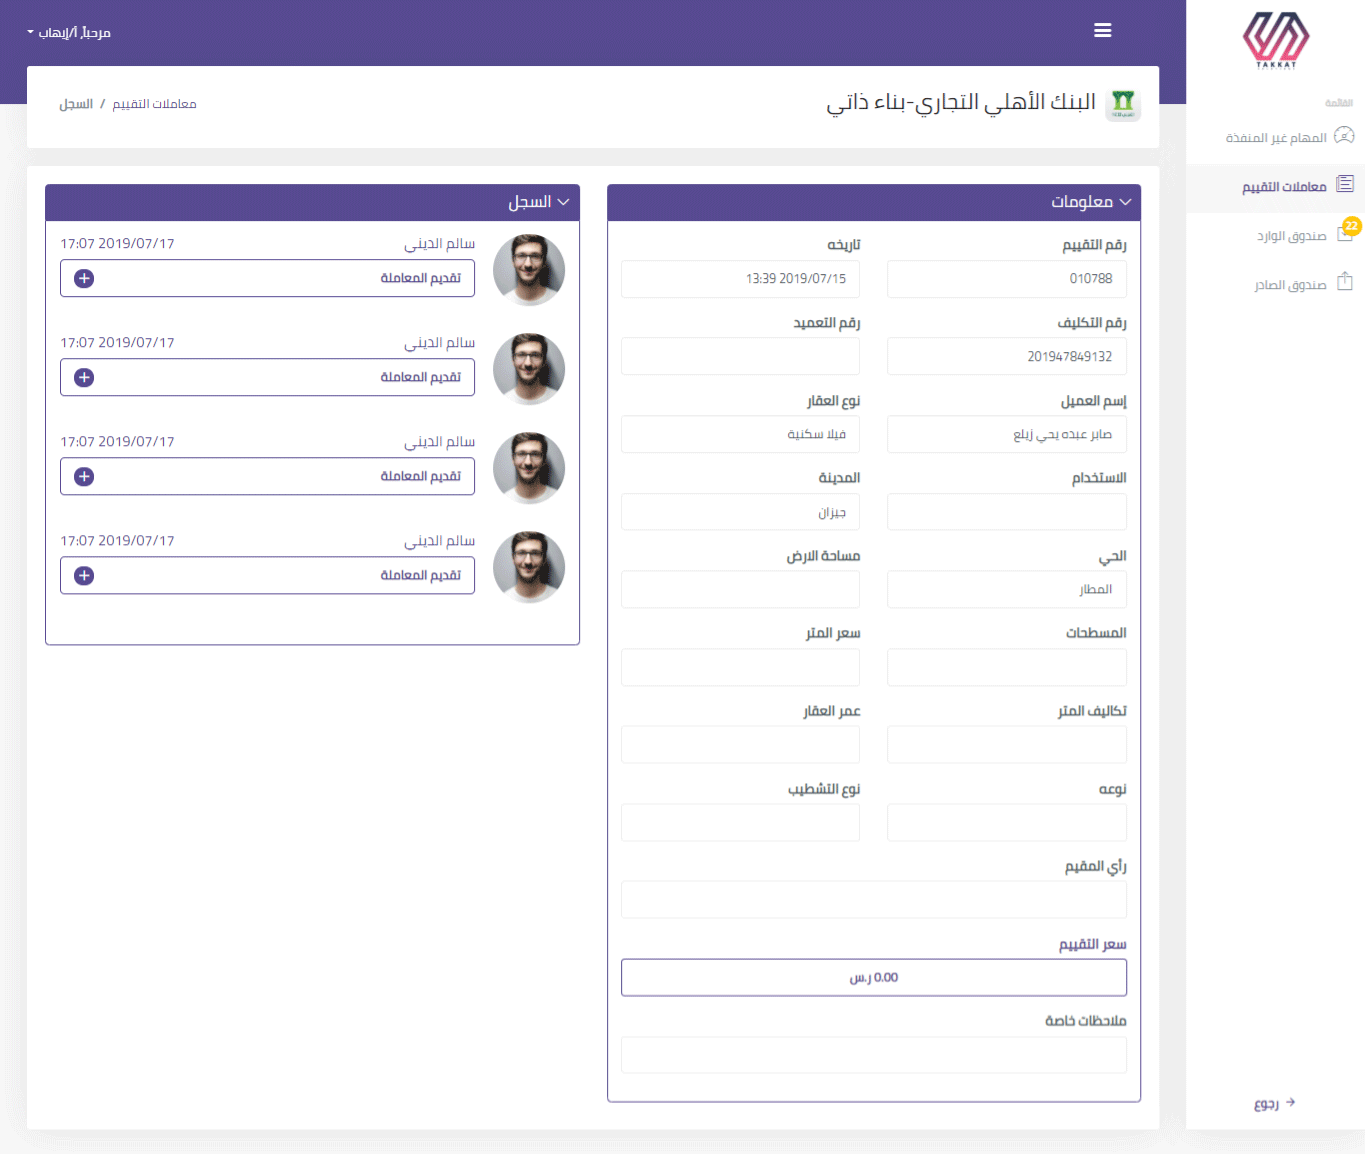 TAKKAT
القائمة
المهام غير المنفذة
معاملات التقييم
22
صندوق الوارد
صندوق الصادر
رجوع
مرحباً, أ/إيهاب
البنك الأهلي التجاري-بناء ذاتي
معاملات التقييم / السجل
معلومات
رقم التقييم
تاريخه
010788
13:39 2019/07/15
رقم التكليف
رقم التعميد
201947849132
إسم العميل
نوع العقار
صابر عبده يحي زيلع
فيلا سكنية
الاستخدام
المدينة
جيزان
الحي
مساحة الارض
المطار
المسطحات
سعر المتر
تكاليف المتر
عمر العقار
نوعه
نوع التشطيب
رأي المقيم
سعر التقييم
0.00 ر.س
ملاحظات خاصة
السجل
سالم الديني
17:07 2019/07/17
تقديم المعاملة
سالم الديني
17:07 2019/07/17
تقديم المعاملة
سالم الديني
17:07 2019/07/17
تقديم المعاملة
سالم الديني
17:07 2019/07/17
تقديم المعاملة